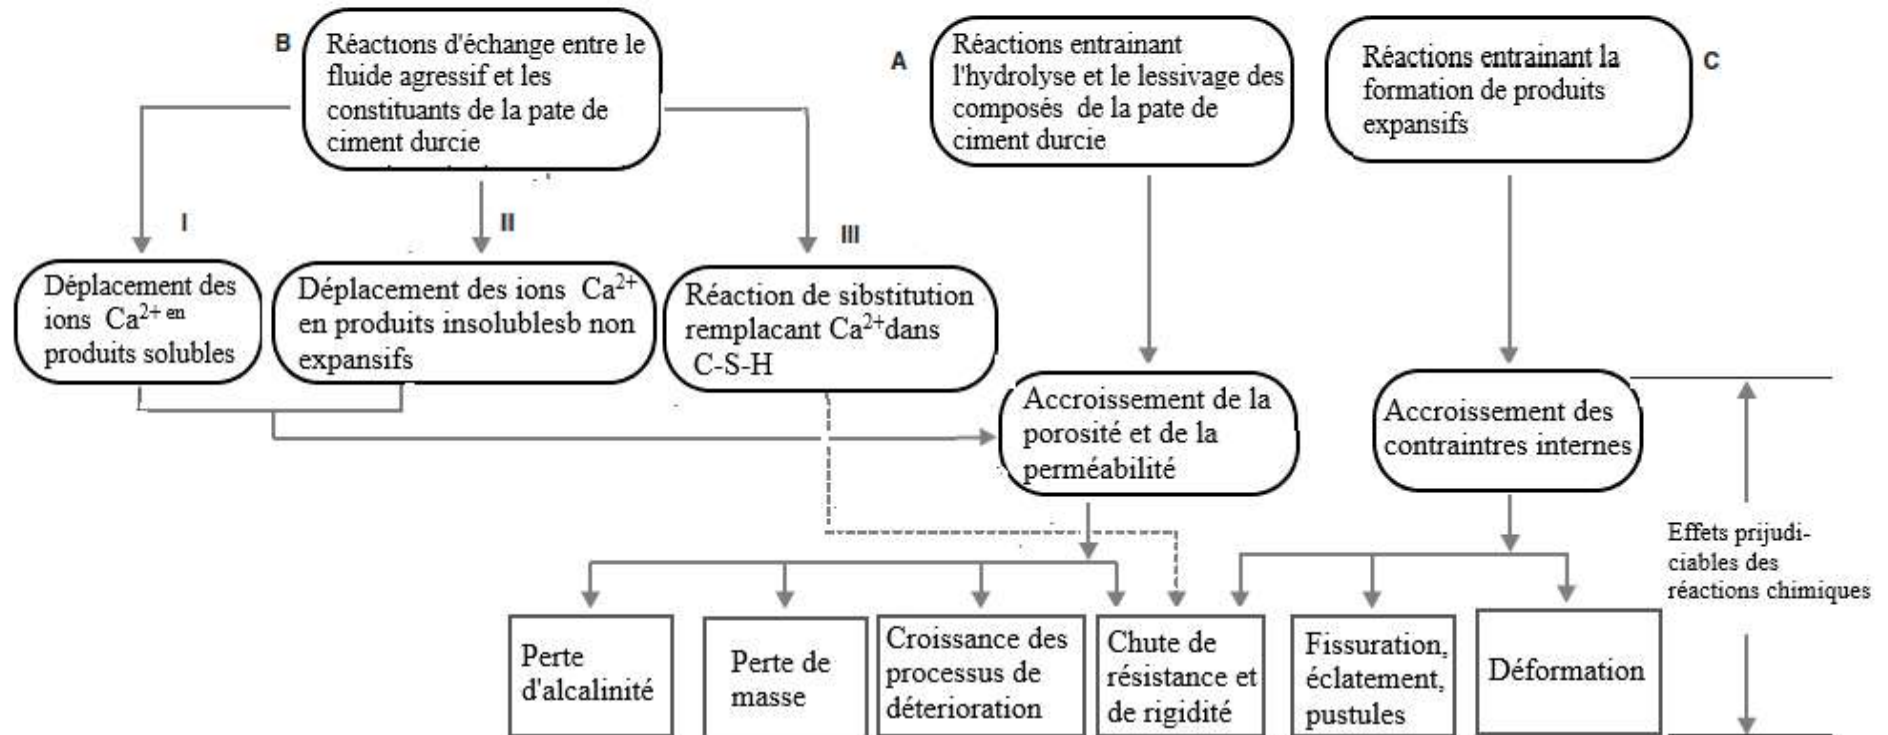 B
Réactions d'échange entre le
fluide agressif et les
constituants de la pate de
ciment durcie
A
Réactions entrainant
l'hydrolyse et le lessivage des
composés de la pate de
ciment durcie
Réactions entrainant la
formation de produits
expansifs
C
I
II
III
Déplacement des
ions Ca2+ en
produits solubles
Déplacement des ions Ca2+
en produits insolublesb non
expansifs
Réaction de sibstitution
remplacant Ca2+dans
C-S-H
Accroissement de la
porosité et de la
perméabilité
Accroissement des
contraintres internes
Effets prijudi-
ciables des
réactions chimiques
Perte
d'alcalinité
Perte de
masse
Croissance des
processus de
déterioration
Chute de
résistance et
de rigidité
Fissuration,
éclatement,
pustules
Déformation